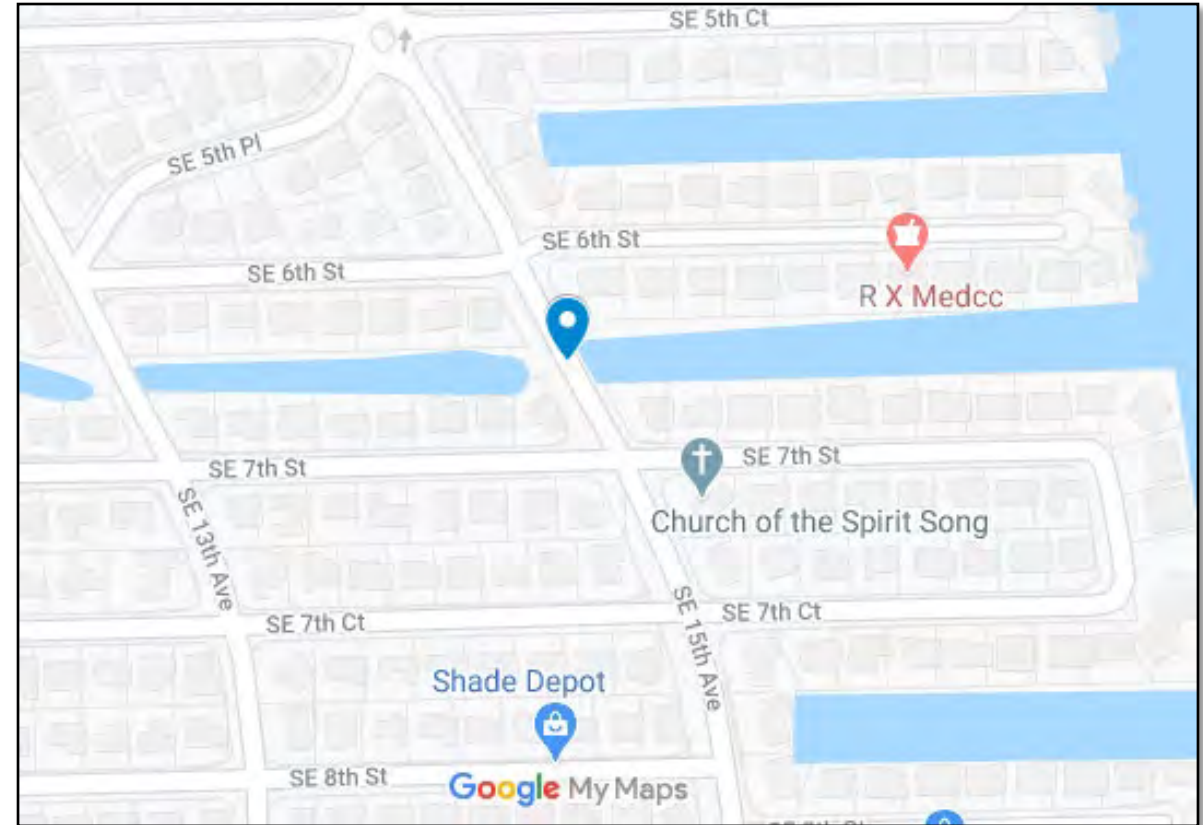 SE 5th Ct
SE 5th Pl
SE 6th St
SE 6th St
R X Medcc
SE 7th St
SE 7th St
Church of the Spirit Song
SE 13th Ave
SE 7th Ct
SE 7th Ct
SE 15th Ave
Shade Depot
SE 8th St
Google My Maps